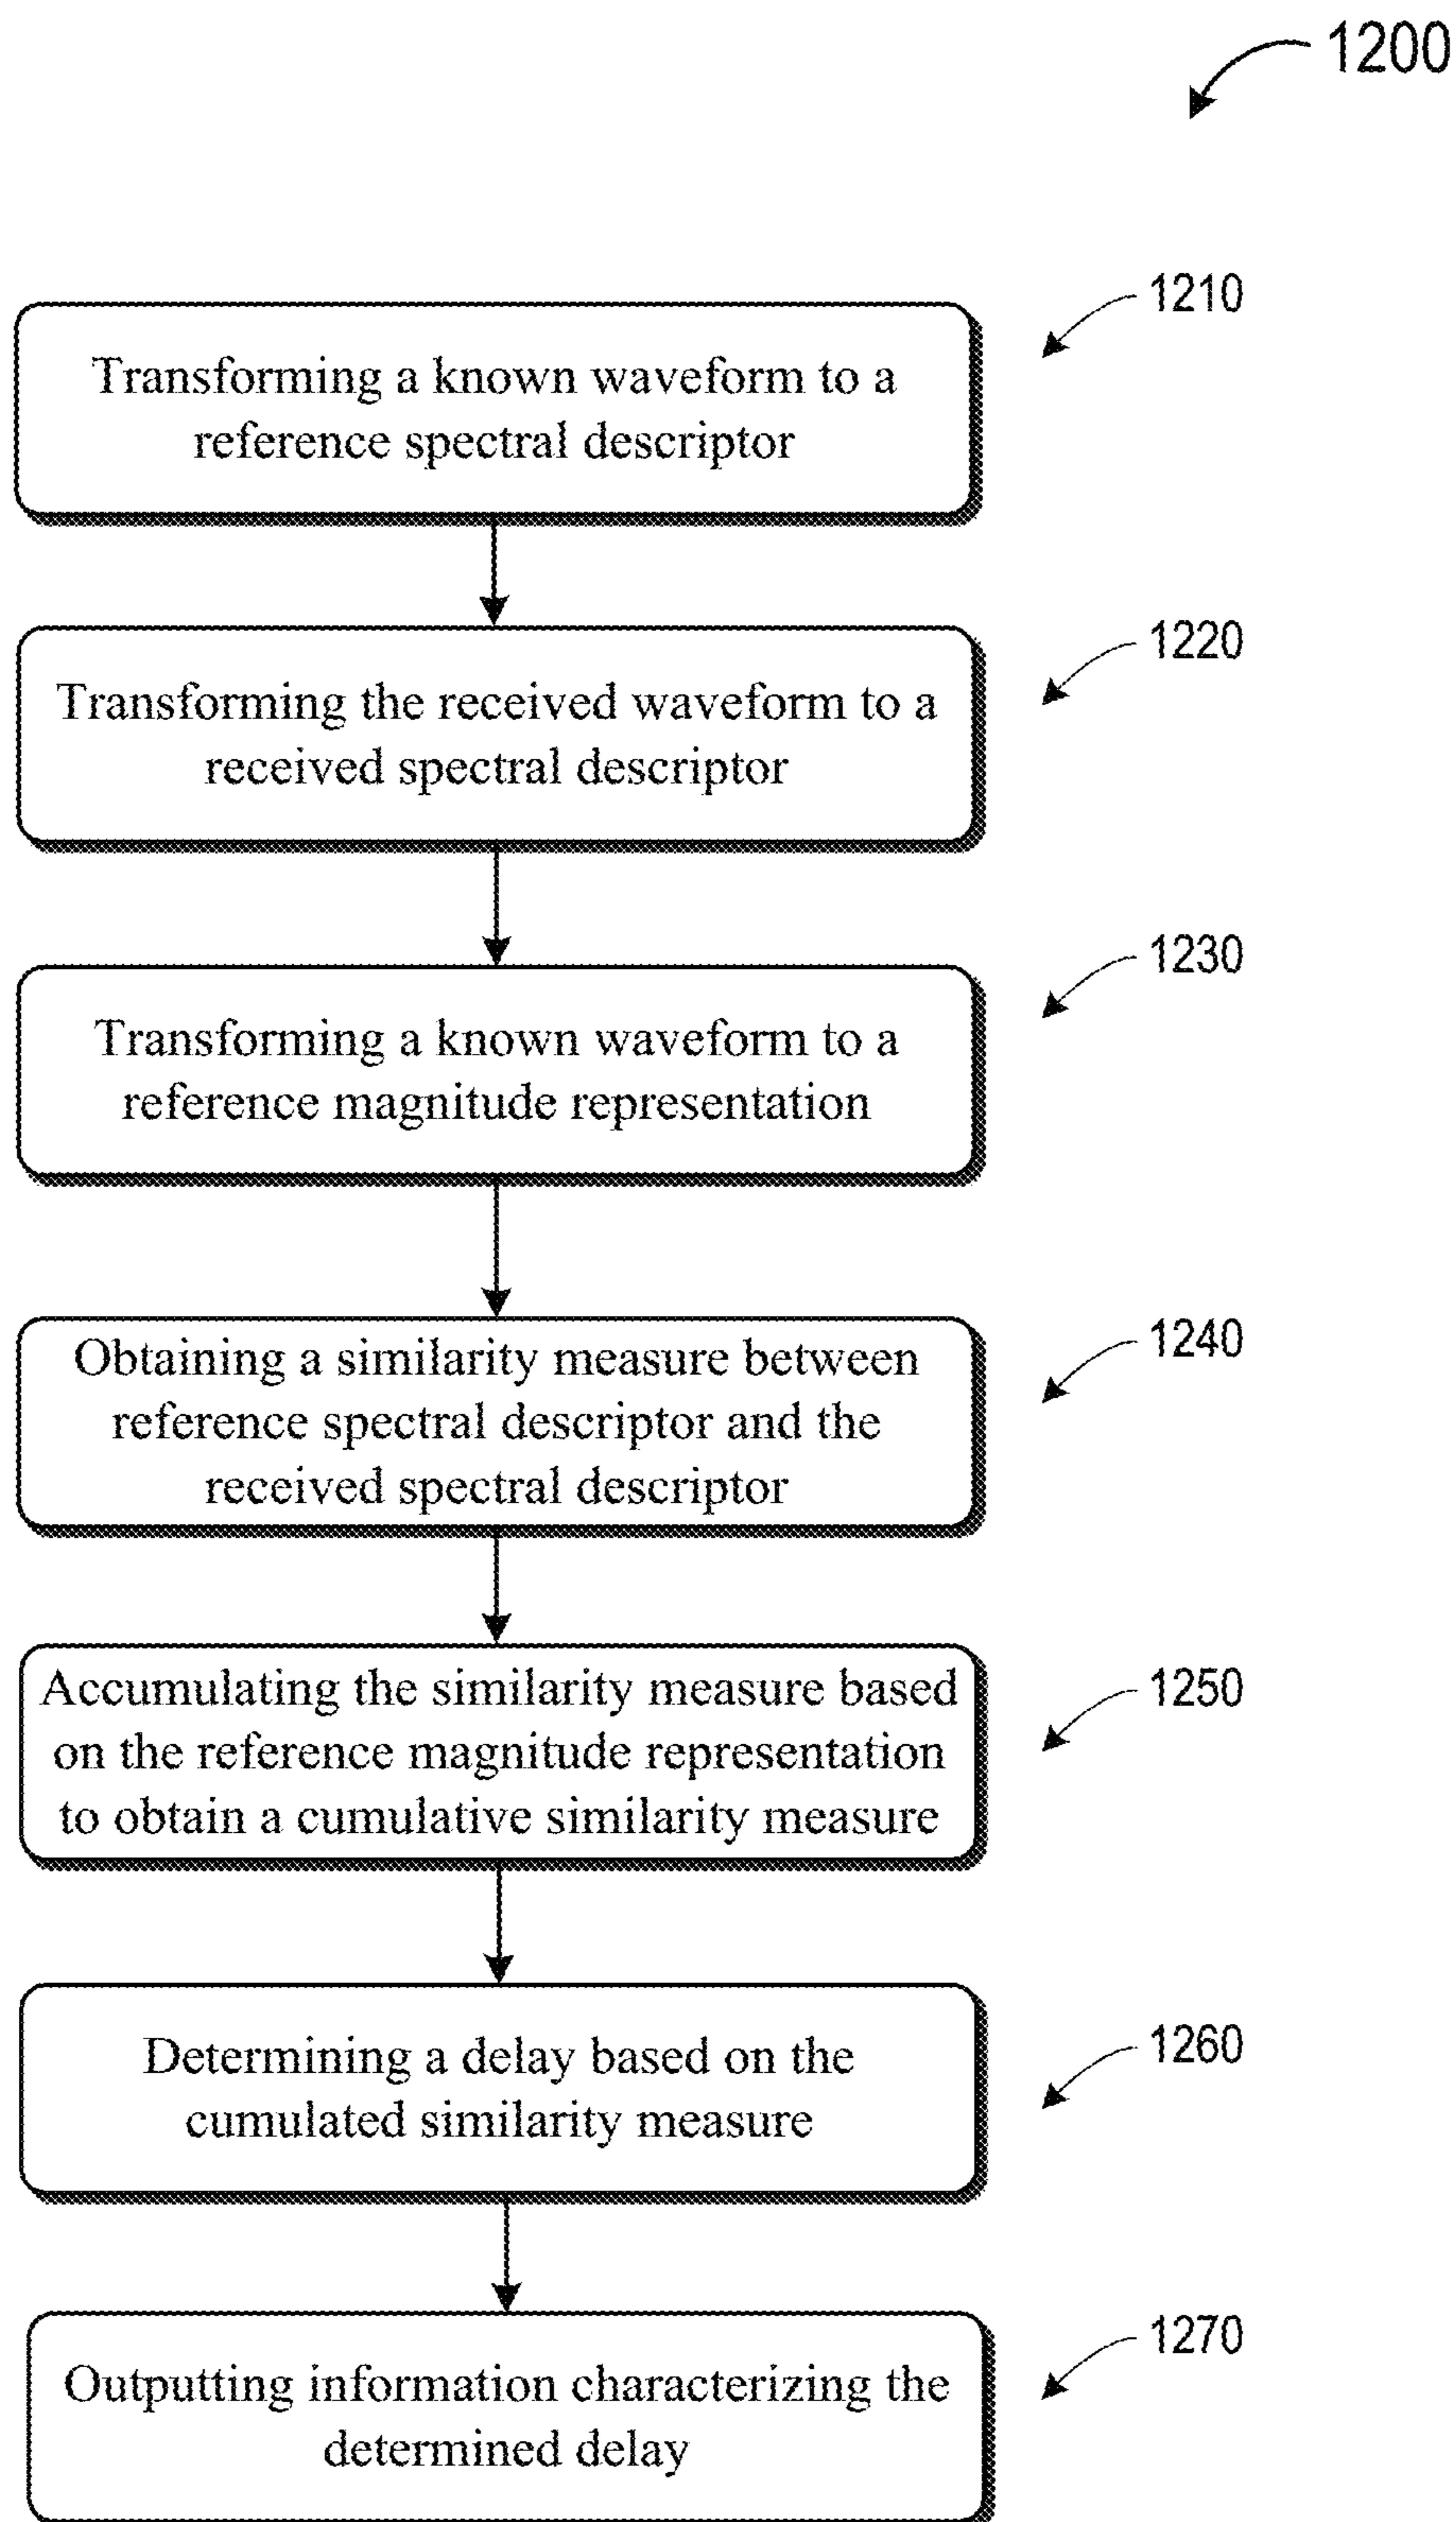 1200
1210
Transforming a known waveform to a
reference spectral descriptor
1220
Transforming the received waveform to a
received spectral descriptor
1230
Transforming a known waveform to a
reference magnitude representation
1240
Obtaining a similarity measure between
reference spectral descriptor and the
received spectral descriptor
1250
Accumulating the similarity measure based
on the reference magnitude representation
to obtain a cumulative similarity measure
1260
Determining a delay based on the
cumulated similarity measure
1270
Outputting information characterizing the
determined delay